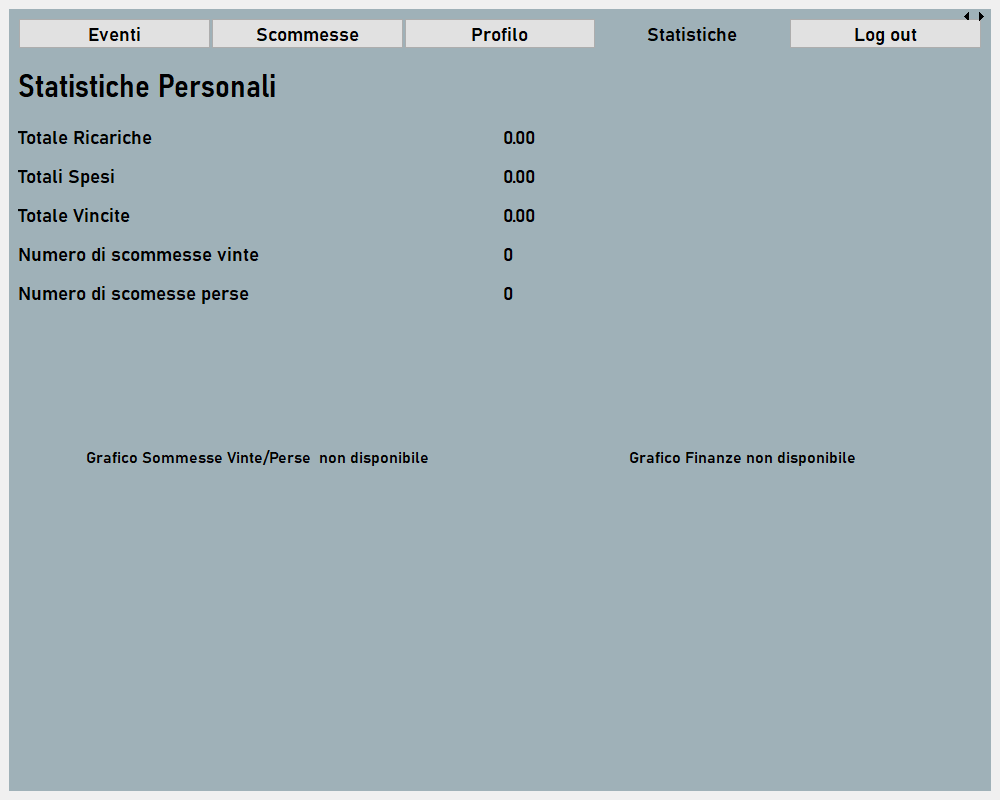 Eventi Scommesse Profilo Statistiche Log out
Statistiche Personali
Totale Ricariche 0.00
Totali Spesi 0.00
Totale Vincite 0.00
Numero di scommesse vinte 0
Numero di scomesse perse 0
Grafico Sommesse Vinte/Perse  non disponibile Grafico Finanze non disponibile